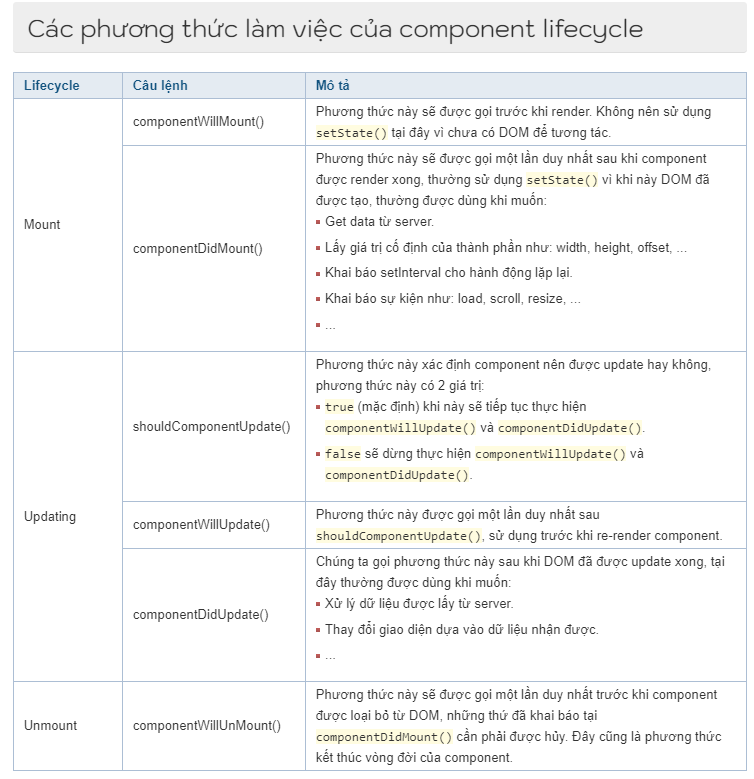 Các phương thức làm việc của component lifecycle
Lifecycle
Câu lệnh
Mô tả
Mount
componentWillMount()
Phương thức này sẽ được gọi trước khi render. Không nên sử dụng
setState() tại đây vì chưa có DOM để tương tác.
componentDidMount()
Phương thức này sẽ được gọi một lần duy nhất sau khi component
được render xong, thường sử dụng setState() vì khi này DOM đã
được tạo, thường được dùng khi muốn:
Get data từ server.
Lấy giá trị cố định của thành phần như: width, height, offset, ...
Khai báo setInterval cho hành động lặp lại.
Khai báo sự kiện như: load, scroll, resize, ...
...
Updating
shouldComponentUpdate()
Phương thức này xác định component nên được update hay không,
phương thức này có 2 giá trị:
true (mặc định) khi này sẽ tiếp tục thực hiện
componentWillUpdate() và componentDidUpdate().
false sẽ dừng thực hiện componentWillUpdate() và
componentDidUpdate().
componentWillUpdate()
Phương thức này được gọi một lần duy nhất sau
shouldComponentUpdate(), sử dụng trước khi re-render component.
componentDidUpdate()
Chúng ta gọi phương thức này sau khi DOM đã được update xong, tại
đây thường được dùng khi muốn:
Xử lý dữ liệu được lấy từ server.
Thay đổi giao diện dựa vào dữ liệu nhận được.
...
Unmount
componentWillUnMount()
Phương thức này sẽ được gọi một lần duy nhất trước khi component
được loại bỏ từ DOM, những thứ đã khai báo tại
componentDidMount() cần phải được hủy. Đây cũng là phương thức
kết thúc vòng đời của component.